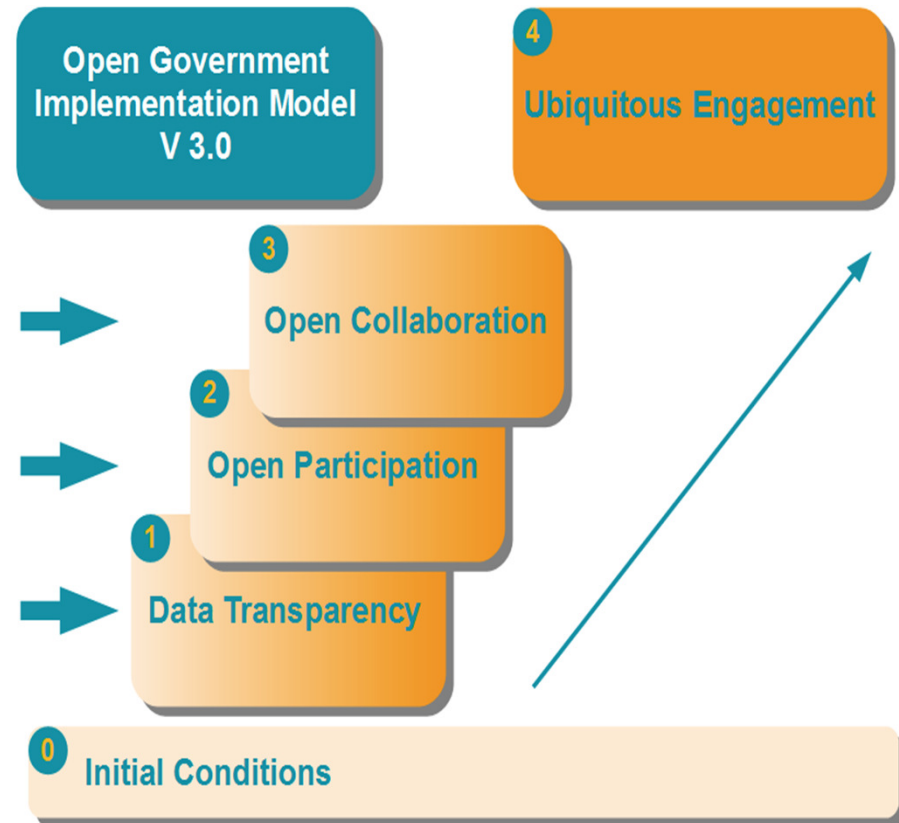 Open Government
Implementation Model
V 3.0
4
Ubiquitous Engagement
3
Open Collaboration
2
Open Participation
1
Data Transparency
0
Initial Conditions